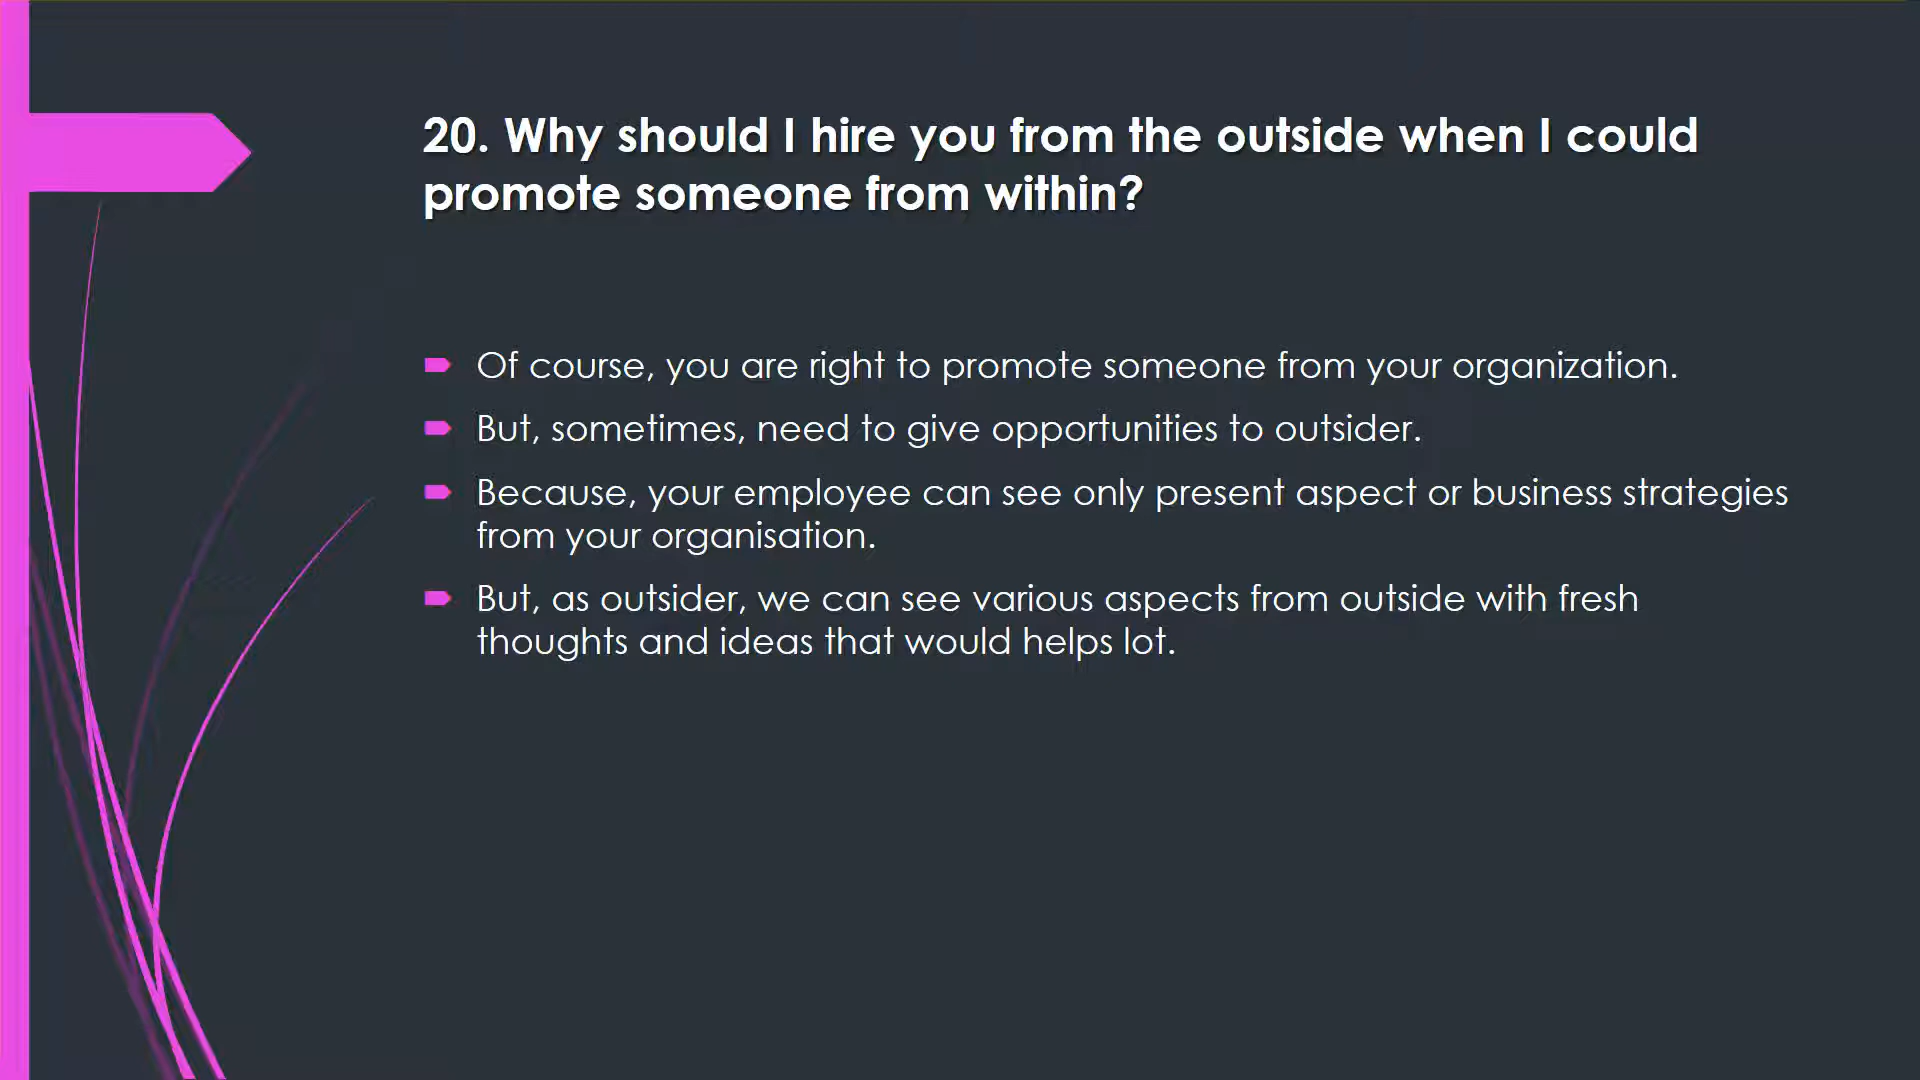 20. Why should I hire you from the outside when I could
promote someone from within?
Of course, you are right to promote someone from your organization.
But, sometimes, need to give opportunities to outsider.
Because, your employee can see only present aspect or business strategies
from your organisation.
But, as outsider, we can see various aspects from outside with fresh
thoughts and ideas that would helps lot.